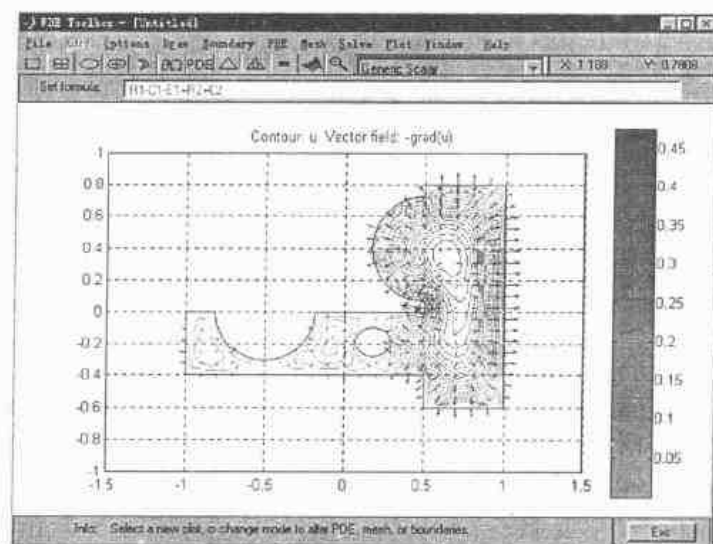 PDE Toolbox - [Untitled]
File Edit Options Draw Boundary PDE Mesh Solve Plot Window Help
PDE Generic Scalar X: 1.188
Set formula:
Contour: u Vector field: -grad(u)
1
0.8
0.6
0.4
0.2
0
-0.2
-0.4
-0.6
-0.8
-1
-1.5 -1 -0.5 0 0.5 1 1.5
0.45
0.4
0.35
0.3
0.25
0.2
0.15
0.1
0.05
Info: Select a new plot, or change mode to alter PDE, mesh, or boundaries. Exit